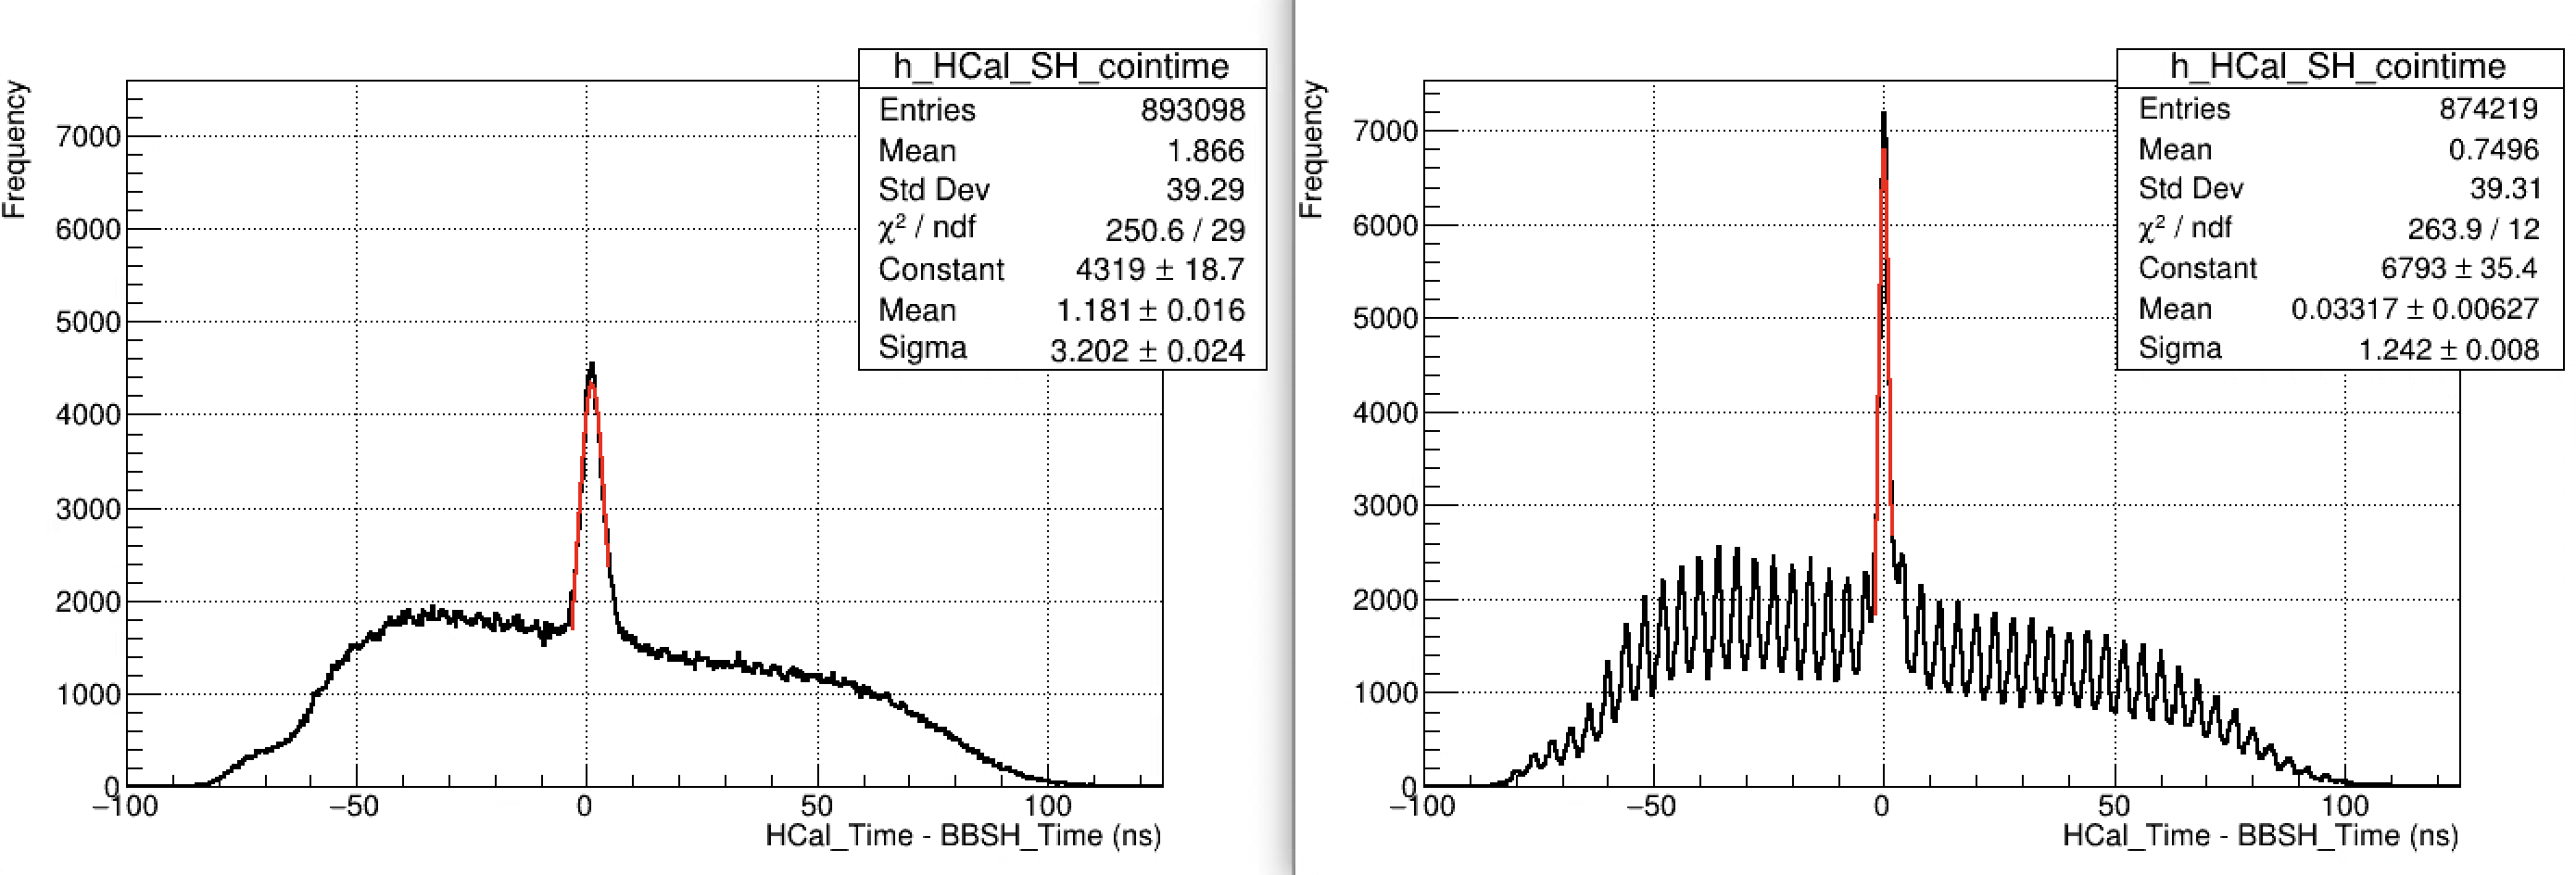 h_HCal_SH_cointime
Entries 893098
Mean 1.866
Std Dev 39.29
χ² / ndf 250.6 / 29
Constant 4319 ± 18.7
Mean 1.181 ± 0.016
Sigma 3.202 ± 0.024
Frequency
7000
6000
5000
4000
3000
2000
1000
0
−100 −50 0 50 100
HCal_Time - BBSH_Time (ns)
h_HCal_SH_cointime
Entries 874219
Mean 0.7496
Std Dev 39.31
χ² / ndf 263.9 / 12
Constant 6793 ± 35.4
Mean 0.03317 ± 0.00627
Sigma 1.242 ± 0.008
Frequency
7000
6000
5000
4000
3000
2000
1000
0
−100 −50 0 50 100
HCal_Time - BBSH_Time (ns)